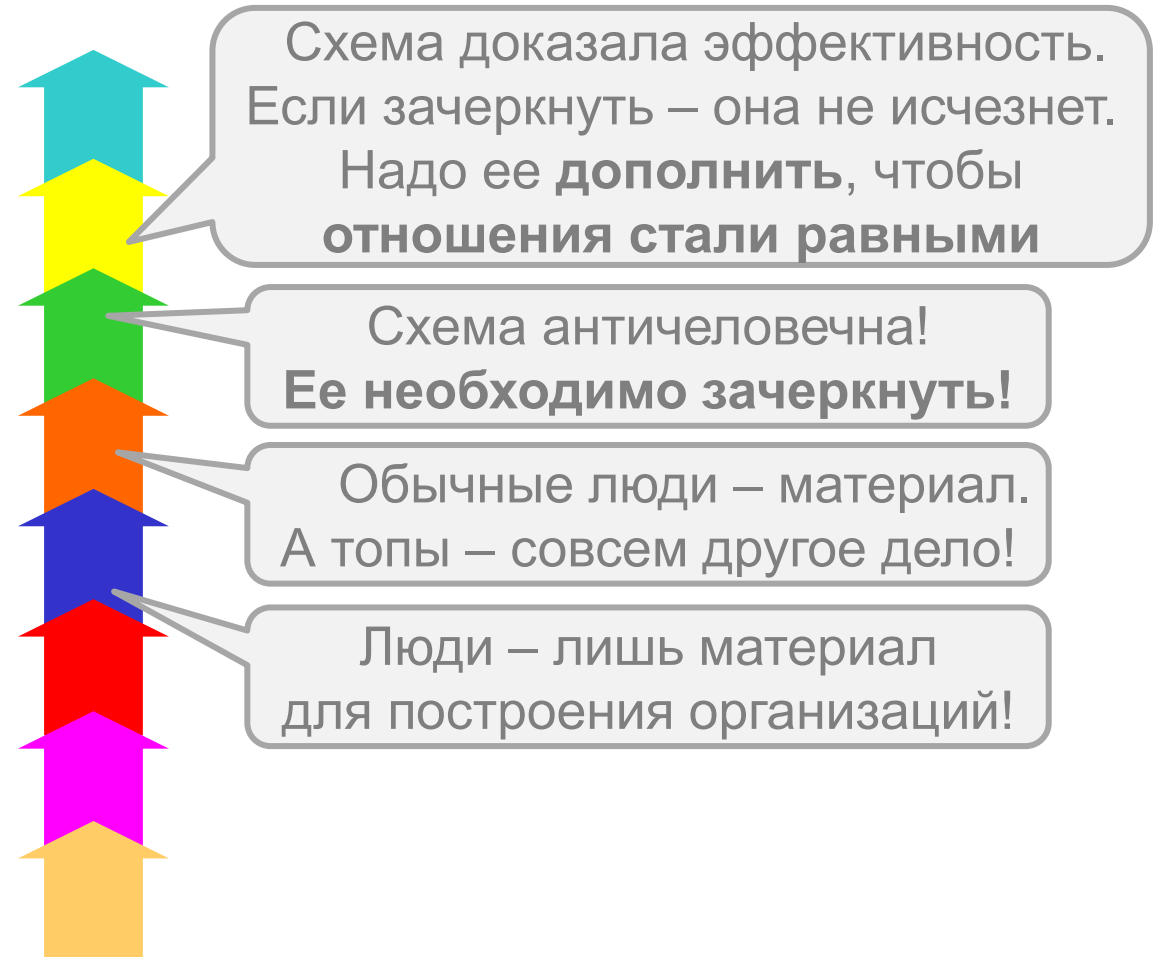 Схема доказала эффективность.
Если зачеркнуть – она не исчезнет.
Надо ее дополнить, чтобы
отношения стали равными
Схема античеловечна!
Ее необходимо зачеркнуть!
Обычные люди – материал.
А топы – совсем другое дело!
Люди – лишь материал
для построения организаций!